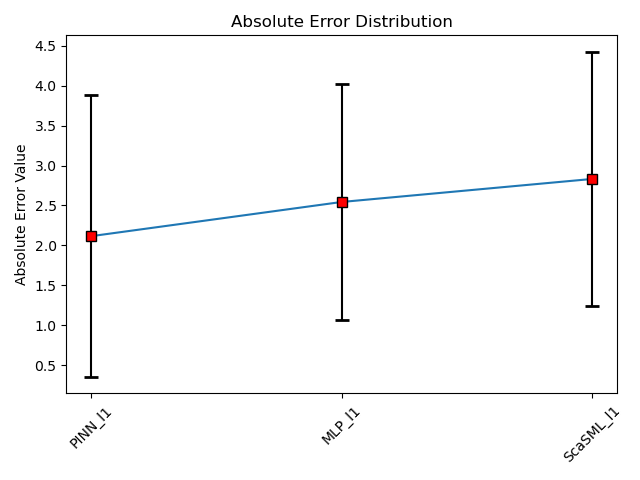 Absolute Error Distribution
Absolute Error Value
4.5
4.0
3.5
3.0
2.5
2.0
1.5
1.0
0.5
PINN_l1
MLP_l1
ScaSML_l1